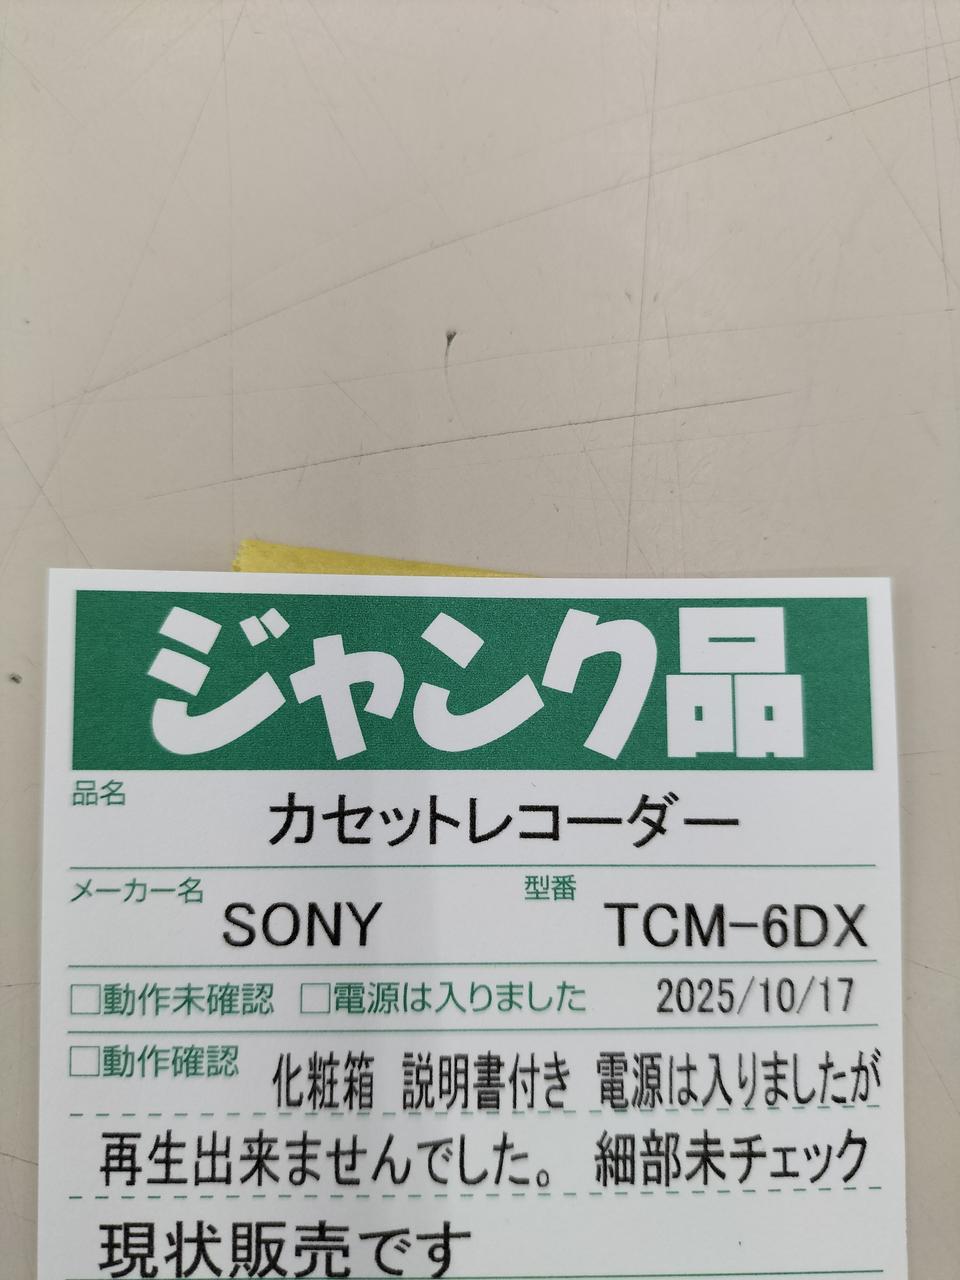 ジャンク品
品名 カセットレコーダー
メーカー名 SONY 型番 TCM-6DX
□動作未確認 □電源は入りました 2025/10/17
□動作確認 化粧箱 説明書付き 電源は入りましたが
再生出来ませんでした。 細部未チェック
現状販売です